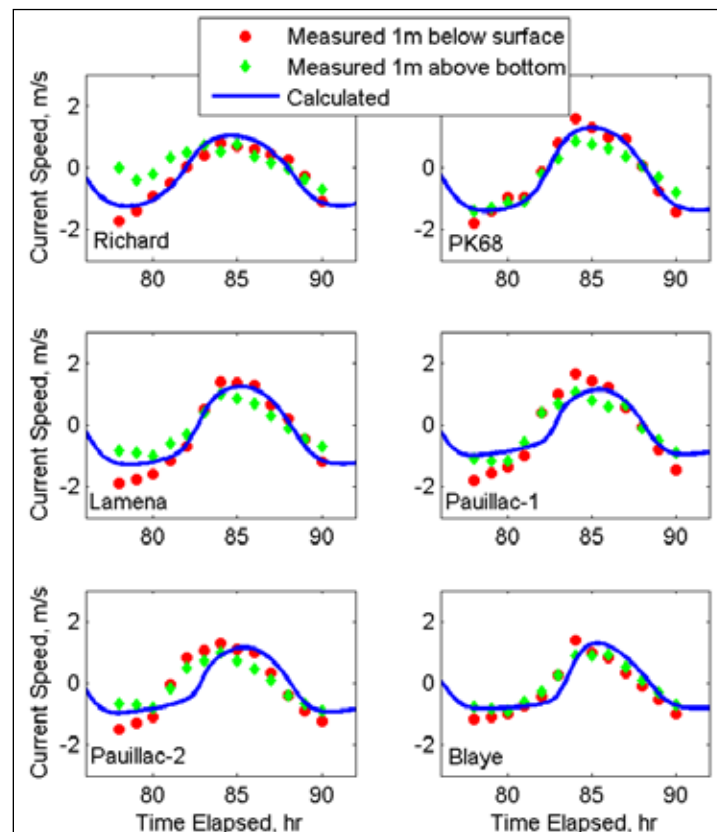 Measured 1m below surface
Measured 1m above bottom
Calculated
Current Speed, m/s
2
0
-2
Richard
80
85
90
2
0
-2
PK68
80
85
90
Current Speed, m/s
2
0
-2
Lamena
80
85
90
2
0
-2
Pauillac-1
80
85
90
Current Speed, m/s
2
0
-2
Pauillac-2
80
85
90
Time Elapsed, hr
2
0
-2
Blaye
80
85
90
Time Elapsed, hr